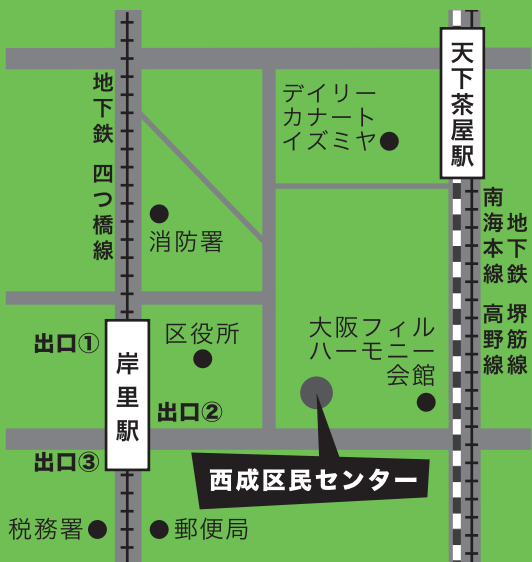 天下茶屋駅
デイリー
カナート
イズミヤ
地下鉄 四つ橋線
消防署
南海本線 高野線
地下鉄 堺筋線
出口①
区役所
大阪フィル
ハーモニー
会館
岸里駅
出口②
出口③
西成区民センター
税務署
郵便局